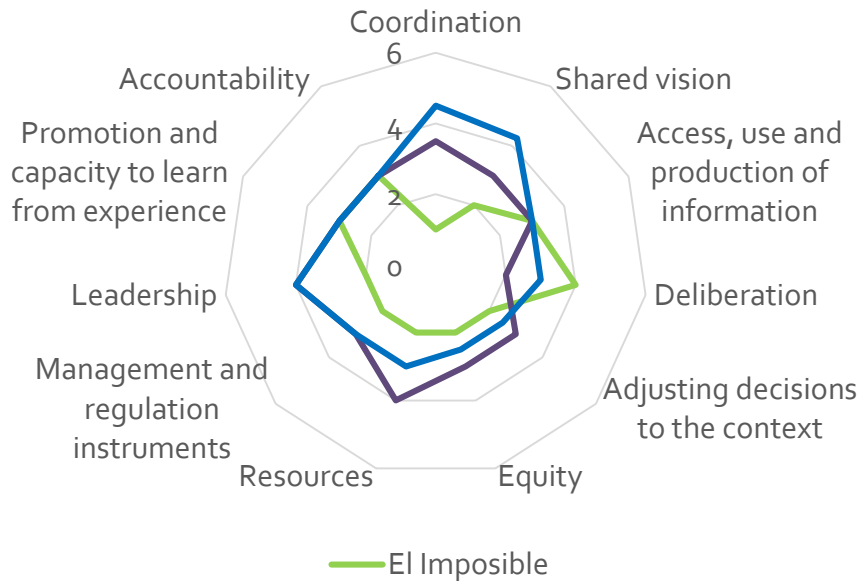 Coordination
6
Accountability
Shared vision
4
Promotion and
capacity to learn
from experience
Access, use and
production of
information
2
0
Leadership
Deliberation
Management and
regulation
instruments
Adjusting decisions
to the context
Resources
Equity
El Imposible